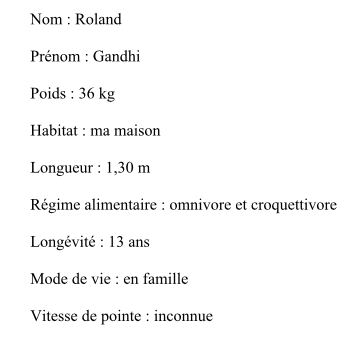 Nom : Roland
Prénom : Gandhi
Poids : 36 kg
Habitat : ma maison
Longueur : 1,30 m
Régime alimentaire : omnivore et croquettivore
Longévité : 13 ans
Mode de vie : en famille
Vitesse de pointe : inconnue